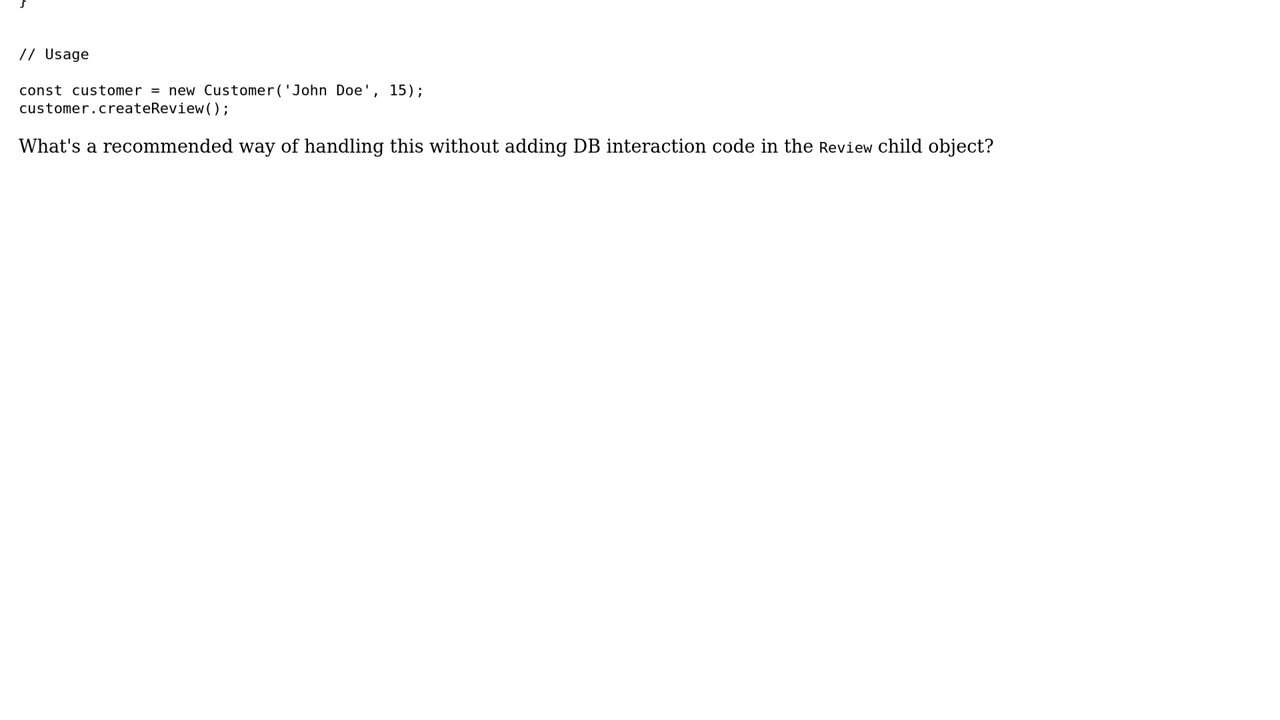 }
// Usage
const customer = new Customer('John Doe', 15);
customer.createReview();
What's a recommended way of handling this without adding DB interaction code in the Review child object?